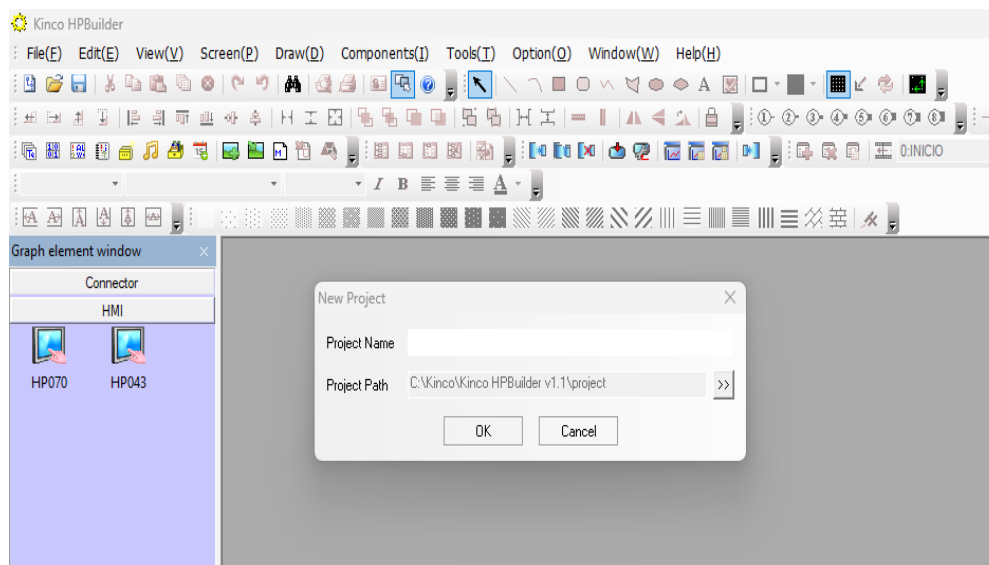 Kinco HPBuilder
File(F) Edit(E) View(V) Screen(P) Draw(D) Components(I) Tools(T) Option(O) Window(W) Help(H)
0:INICIO
I B A
Graph element window
Connector
HMI
HP070 HP043
New Project
Project Name
Project Path C:\Kinco\Kinco HPBuilder v1.1\project >>
OK Cancel